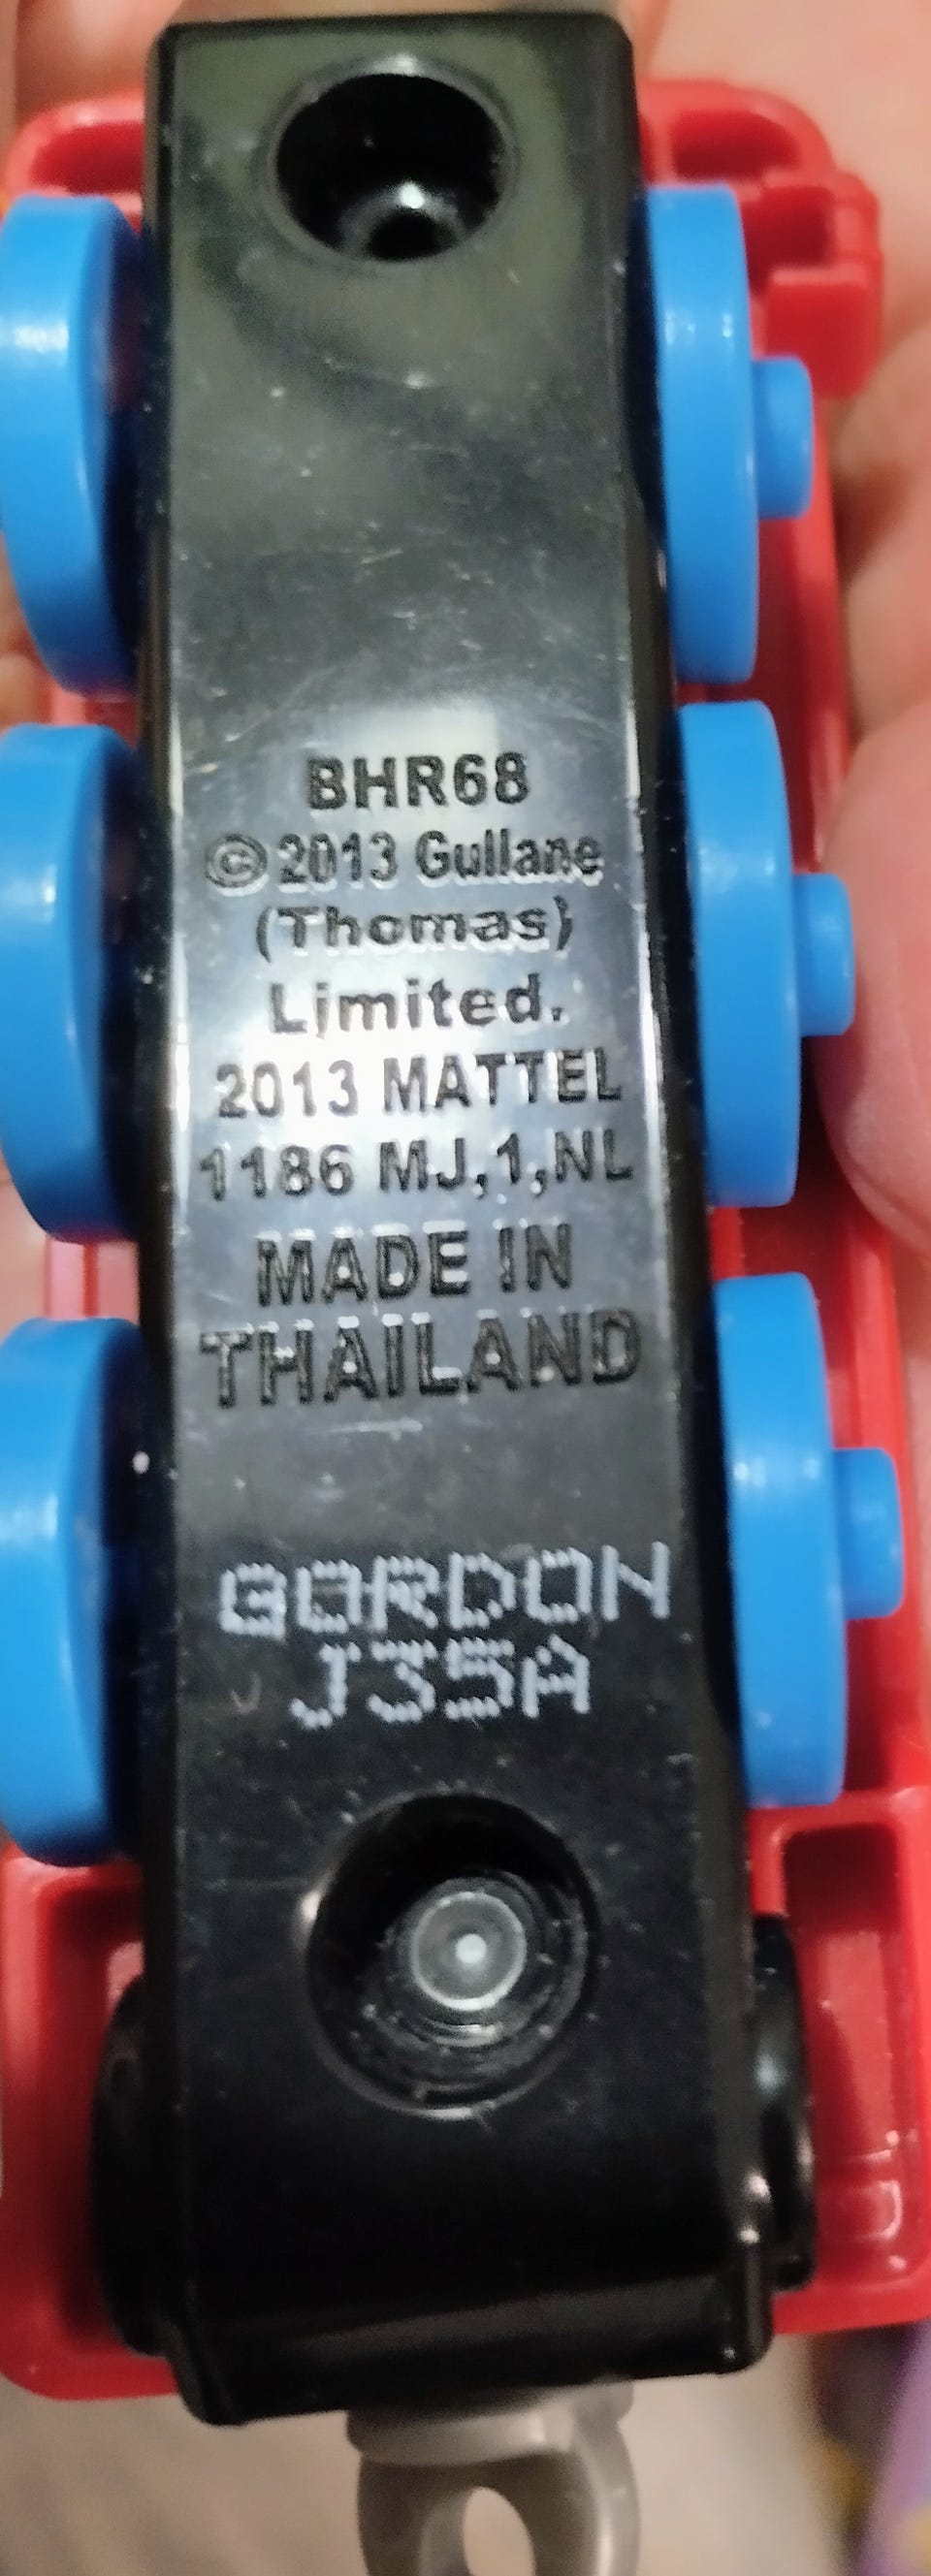 BHR68
©2013 Gullane
(Thomas)
Limited.
2013 MATTEL
1186 MJ,1,NL
MADE IN
THAILAND
GORDON
J35A